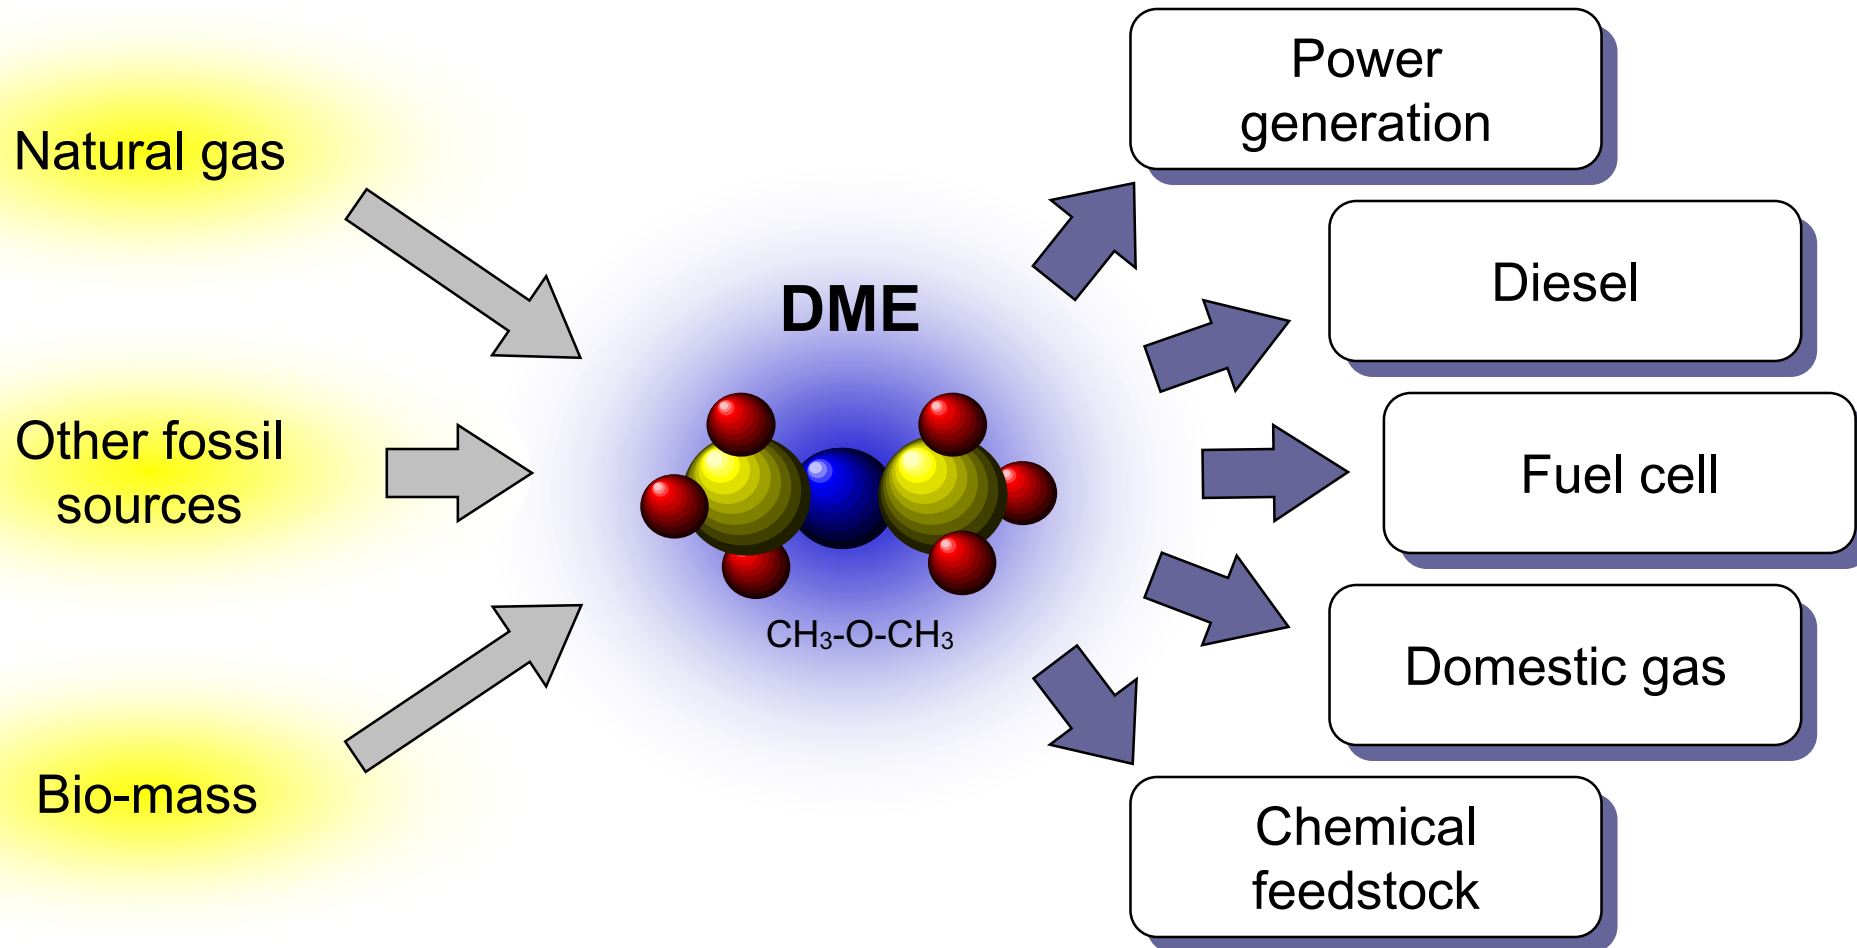 Natural gas
Other fossil
sources
Bio-mass
DME
CH₃-O-CH₃
Power
generation
Diesel
Fuel cell
Domestic gas
Chemical
feedstock